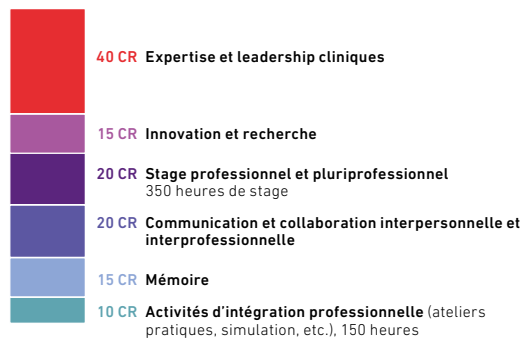 40 CR Expertise et leadership cliniques
15 CR Innovation et recherche
20 CR Stage professionnel et pluriprofessionnel
350 heures de stage
20 CR Communication et collaboration interpersonnelle et
interprofessionnelle
15 CR Mémoire
10 CR Activités d'intégration professionnelle (ateliers
pratiques, simulation, etc.), 150 heures